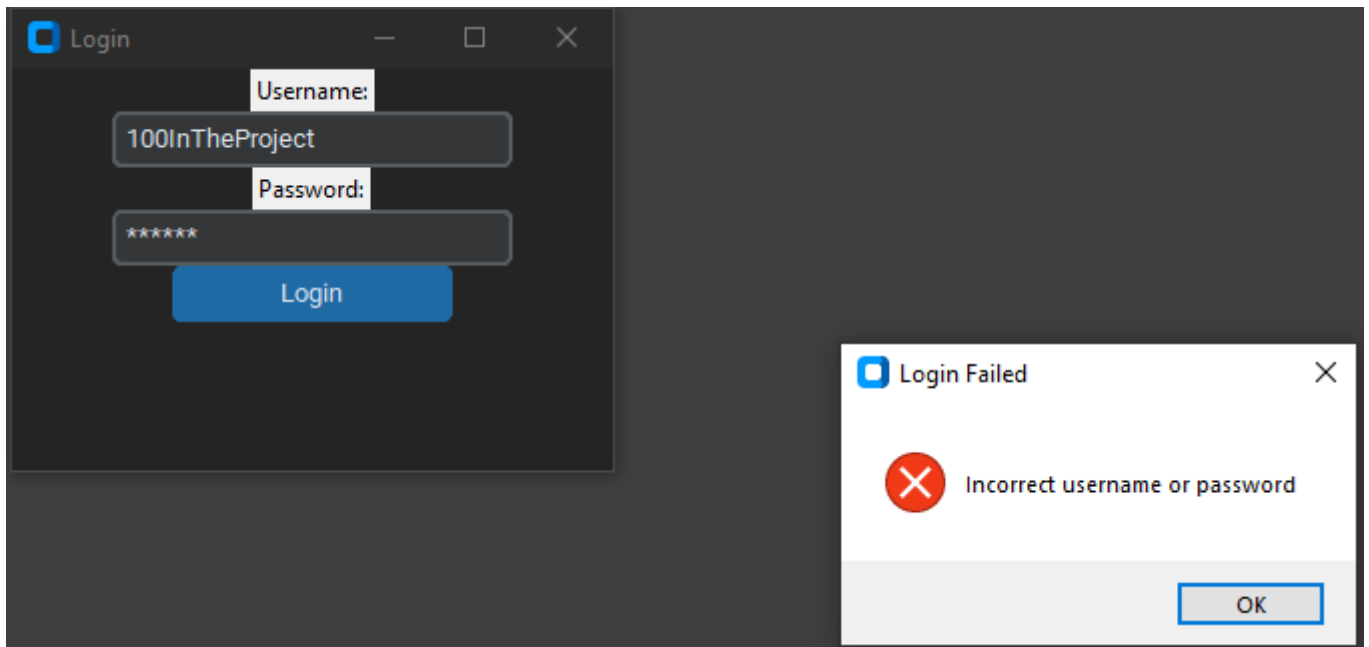 Login
Username:
100InTheProject
Password:
******
Login
Login Failed
Incorrect username or password
OK